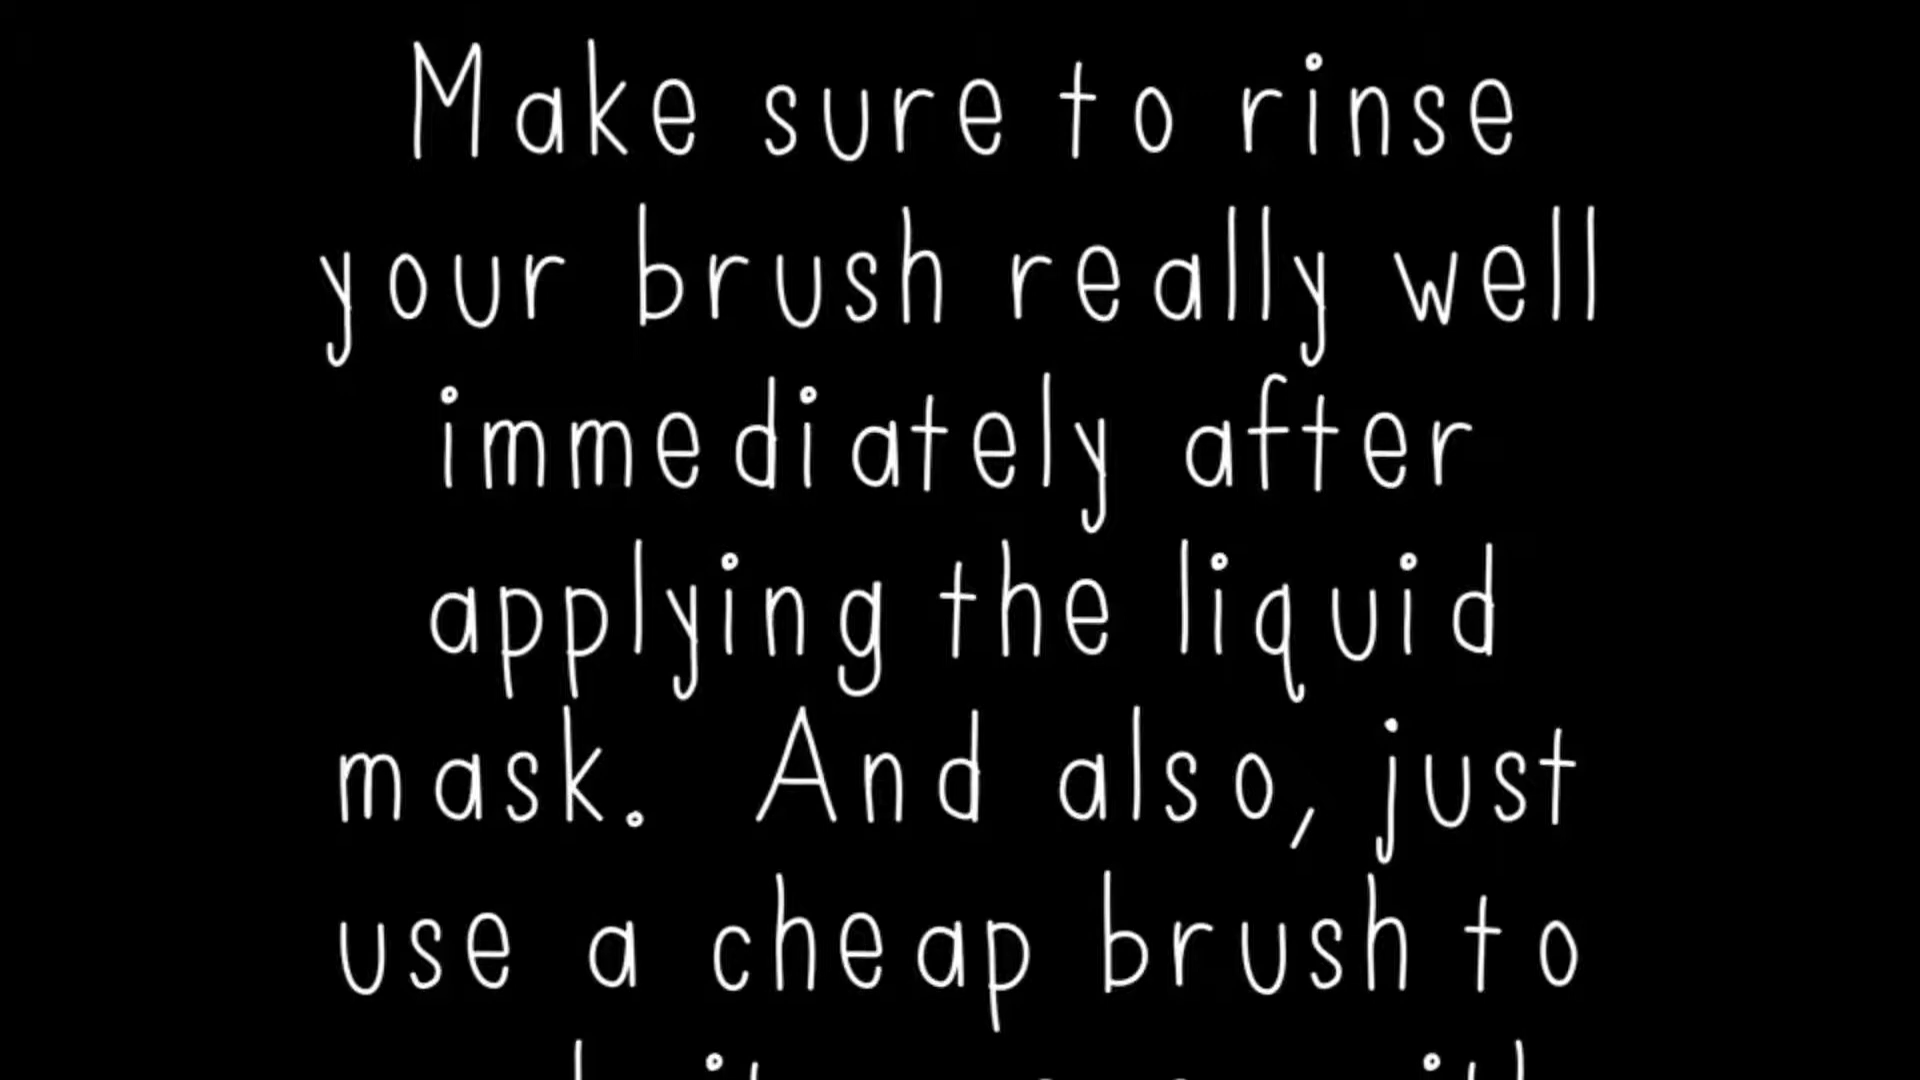 Make sure to rinse
your brush really well
immediately after
applying the liquid
mask. And also, just
use a cheap brush to